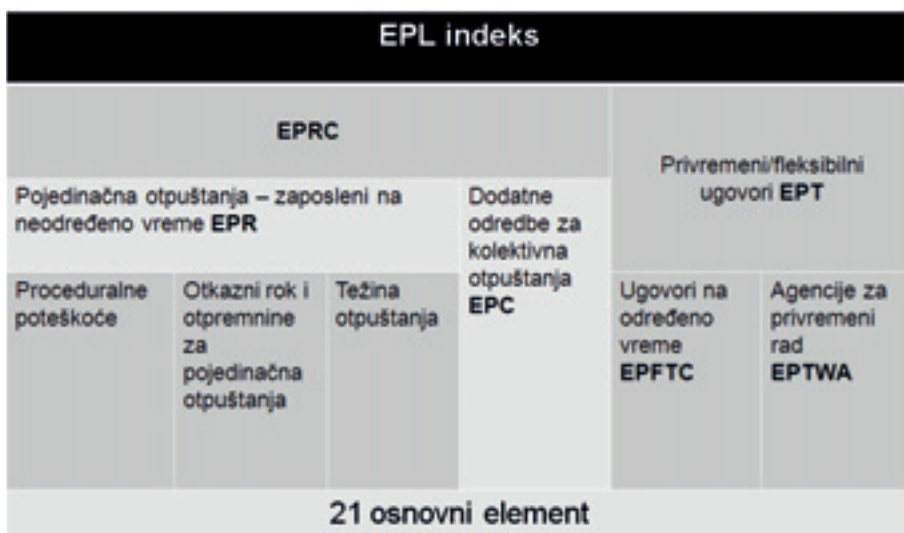 EPL indeks
EPRC
Privremeni/fleksibilni
ugovori EPT
Pojedinačna otpuštanja – zaposleni na
neodređeno vreme EPR
Dodatne
odredbe za
kolektivna
otpuštanja
EPC
Proceduralne
poteškoće
Otkazni rok i
otpremnine
za
pojedinačna
otpuštanja
Težina
otpuštanja
Ugovori na
određeno
vreme
EPFTC
Agencije za
privremeni
rad
EPTWA
21 osnovni element